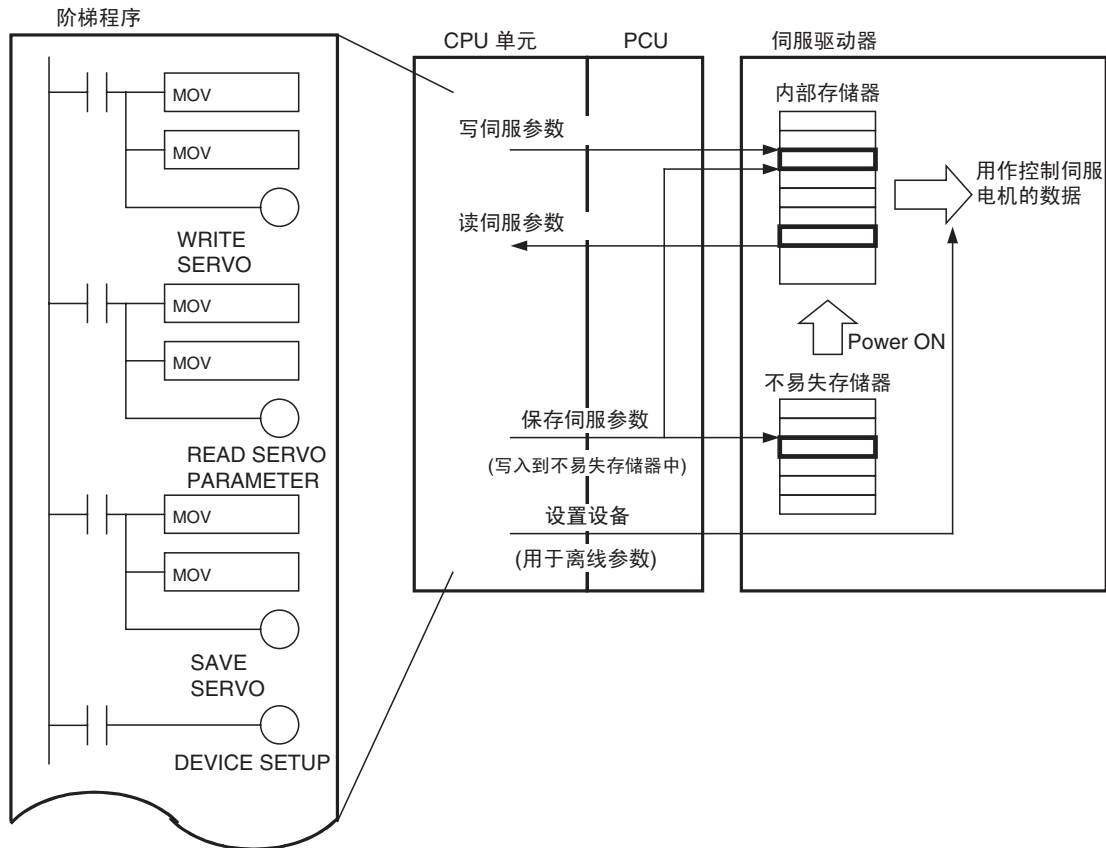 阶梯程序
MOV
MOV
WRITE
SERVO
MOV
MOV
READ SERVO
PARAMETER
MOV
MOV
SAVE
SERVO
DEVICE SETUP
CPU 单元
PCU
写伺服参数
读伺服参数
保存伺服参数
(写入到不易失存储器中)
设置设备
(用于离线参数)
伺服驱动器
内部存储器
用作控制伺服
电机的数据
Power ON
不易失存储器